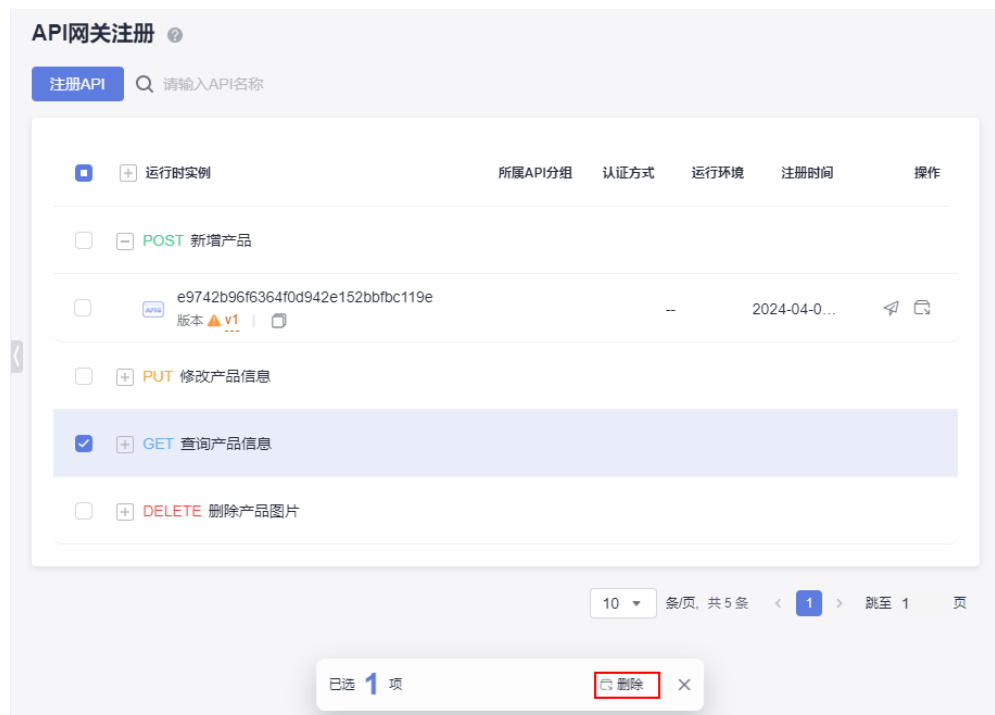 API网关注册
注册API 请输入API名称
运行时实例 所属API分组 认证方式 运行环境 注册时间 操作
POST 新增产品
e9742b96f6364f0d942e152bbfbc119e
-- 2024-04-0...
版本 v1
PUT 修改产品信息
GET 查询产品信息
DELETE 删除产品图片
10 条/页, 共 5 条 1 跳至 1 页
已选 1 项 删除